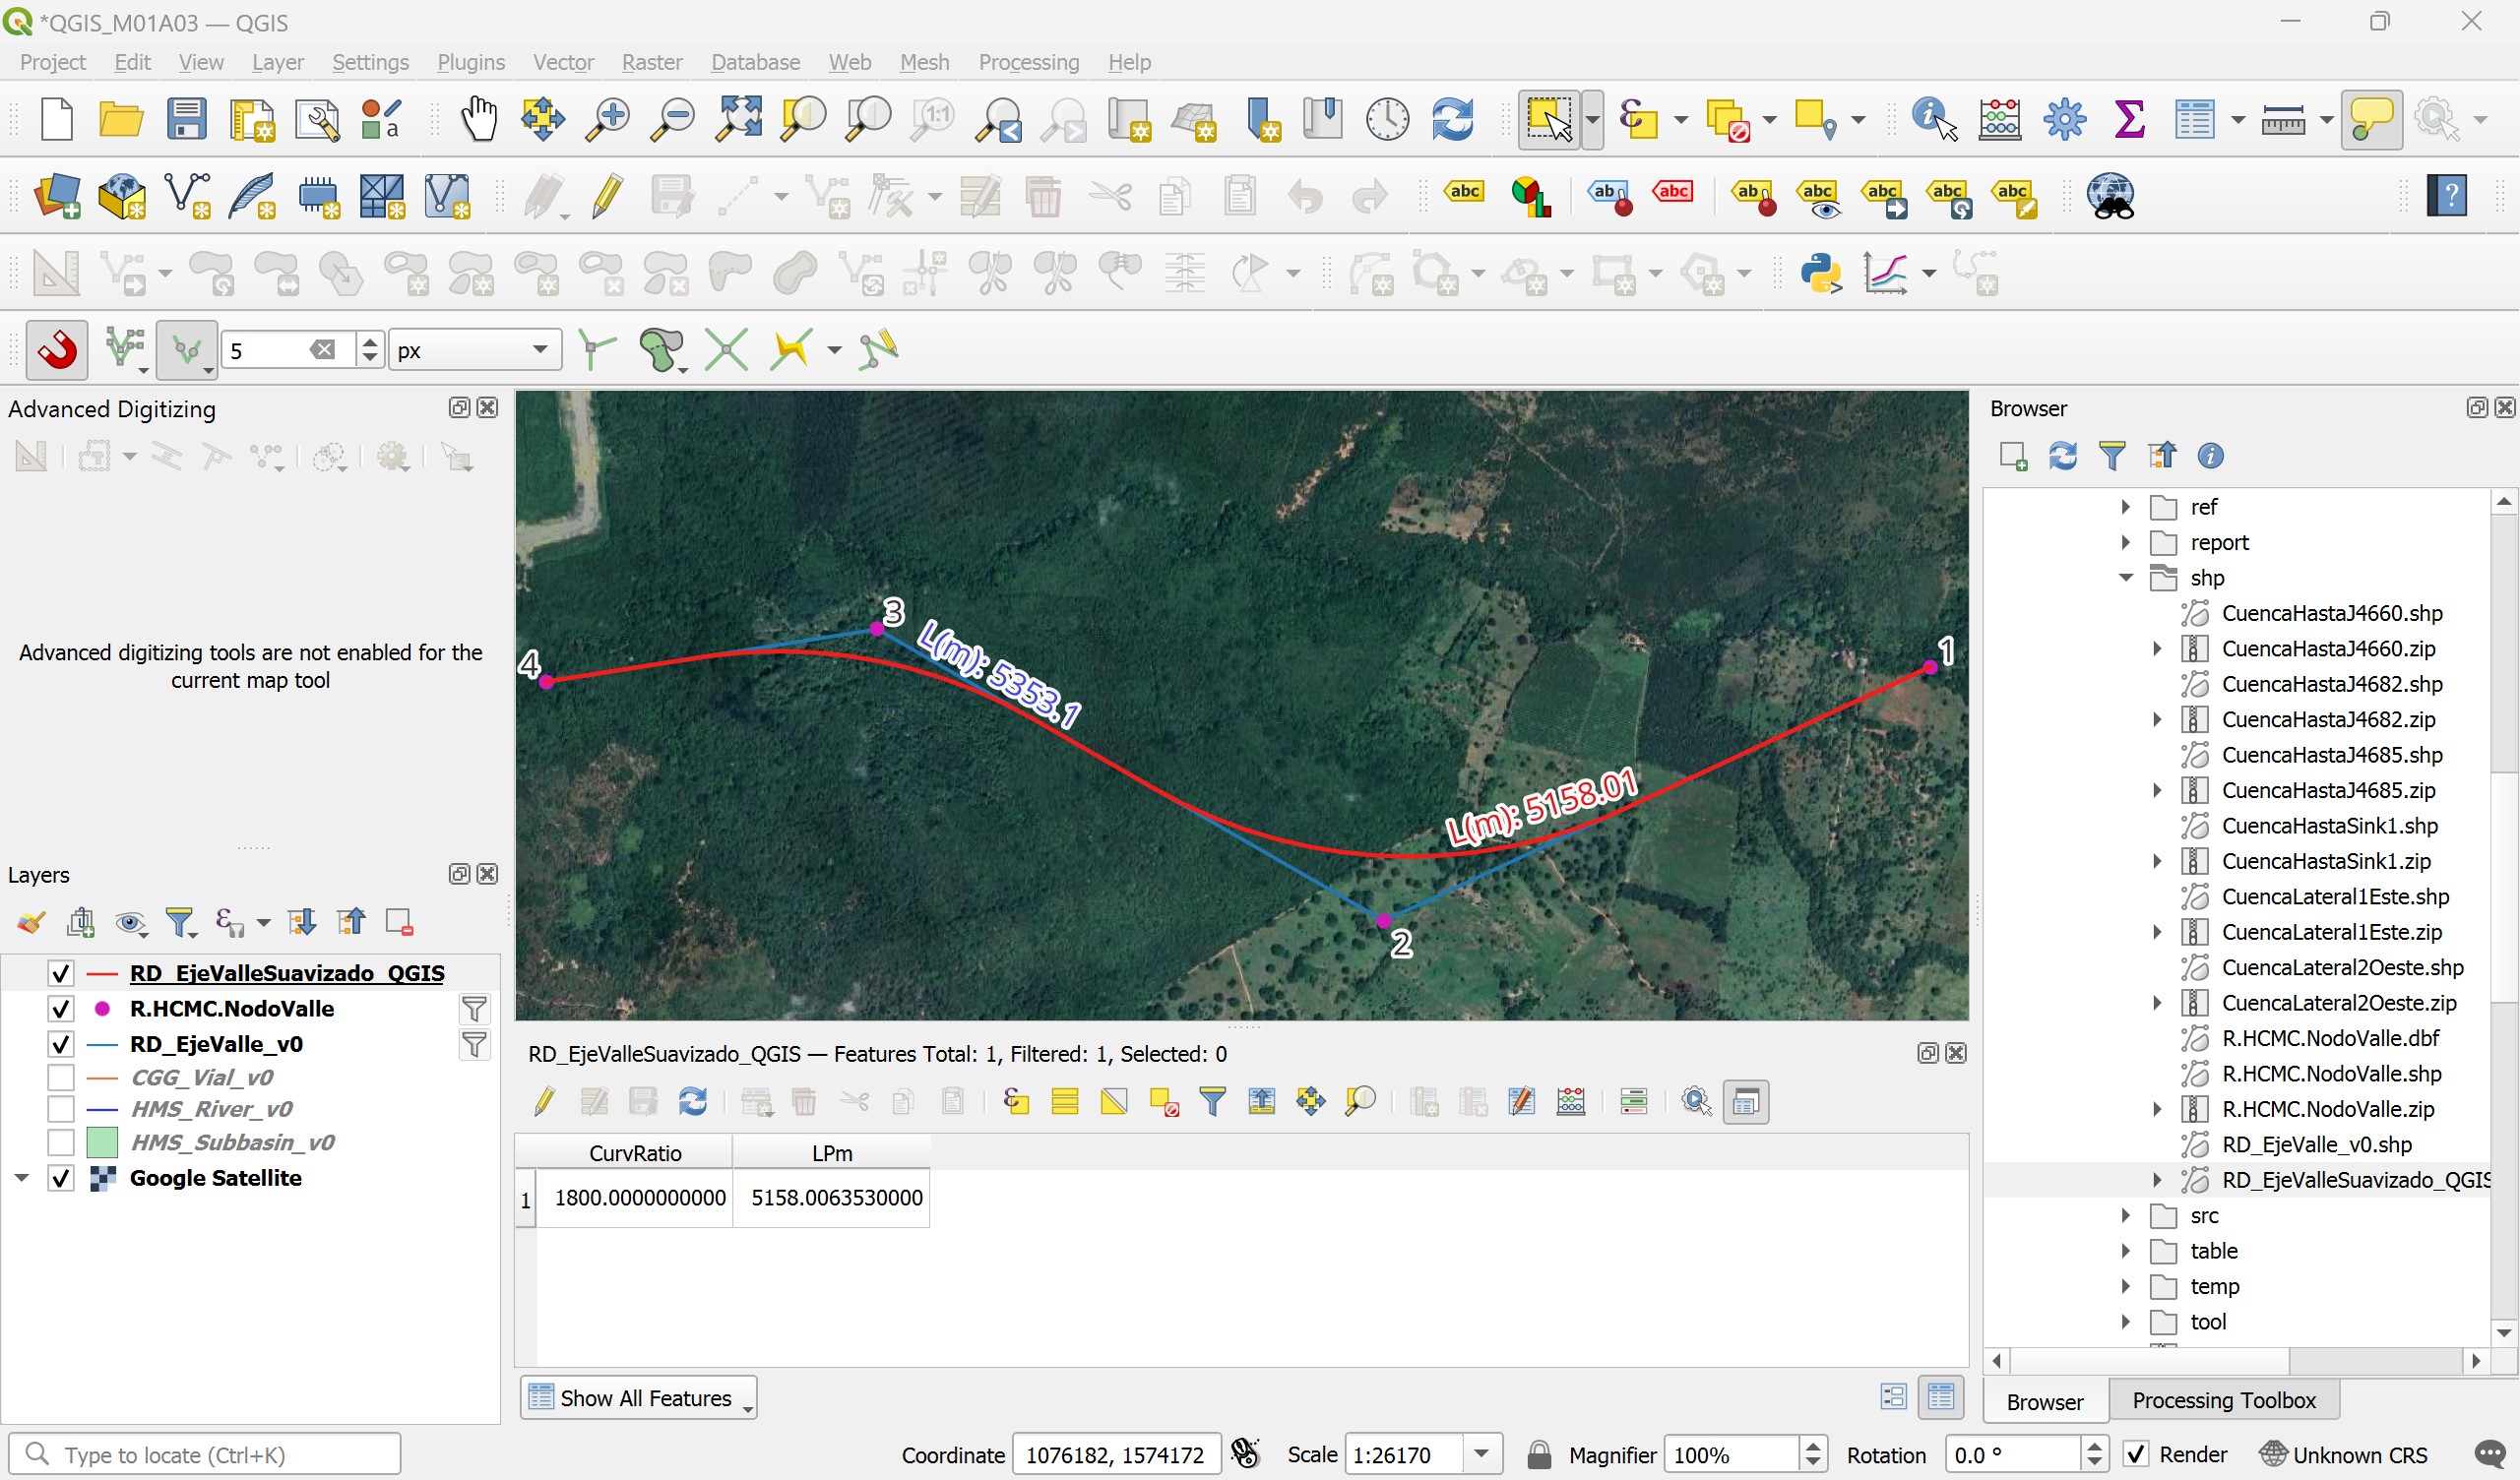 *QGIS_M01A03 — QGIS
Project Edit View Layer Settings Plugins Vector Raster Database Web Mesh Processing Help
5 px
Advanced Digitizing
Advanced digitizing tools are not enabled for the
current map tool
Layers
RD_EjeValleSuavizado_QGIS
R.HCMC.NodoValle
RD_EjeValle_v0
CGG_Vial_v0
HMS_River_v0
HMS_Subbasin_v0
Google Satellite
4
3
L(m): 5353.1
1
L(m): 5158.01
2
RD_EjeValleSuavizado_QGIS — Features Total: 1, Filtered: 1, Selected: 0
CurvRatio LPm
1 1800.0000000000 5158.0063530000
Show All Features
Browser
ref
report
shp
CuencaHastaJ4660.shp
CuencaHastaJ4660.zip
CuencaHastaJ4682.shp
CuencaHastaJ4682.zip
CuencaHastaJ4685.shp
CuencaHastaJ4685.zip
CuencaHastaSink1.shp
CuencaHastaSink1.zip
CuencaLateral1Este.shp
CuencaLateral1Este.zip
CuencaLateral2Oeste.shp
CuencaLateral2Oeste.zip
R.HCMC.NodoValle.dbf
R.HCMC.NodoValle.shp
R.HCMC.NodoValle.zip
RD_EjeValle_v0.shp
RD_EjeValleSuavizado_QGIS
src
table
temp
tool
Browser Processing Toolbox
Type to locate (Ctrl+K) Coordinate 1076182, 1574172 Scale 1:26170 Magnifier 100% Rotation 0.0 ° Render Unknown CRS